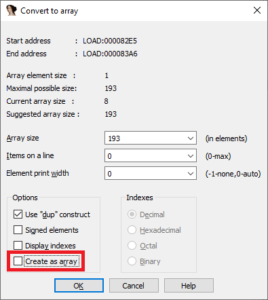 Convert to array
Start address : LOAD:000082E5
End address : LOAD:000083A6
Array element size : 1
Maximal possible size: 193
Current array size : 8
Suggested array size : 193
Array size 193 (in elements)
Items on a line 0 (0-max)
Element print width 0 (-1-none,0-auto)
Options Indexes
Use "dup" construct Decimal
Signed elements Hexadecimal
Display indexes Octal
Create as array Binary
OK Cancel Help